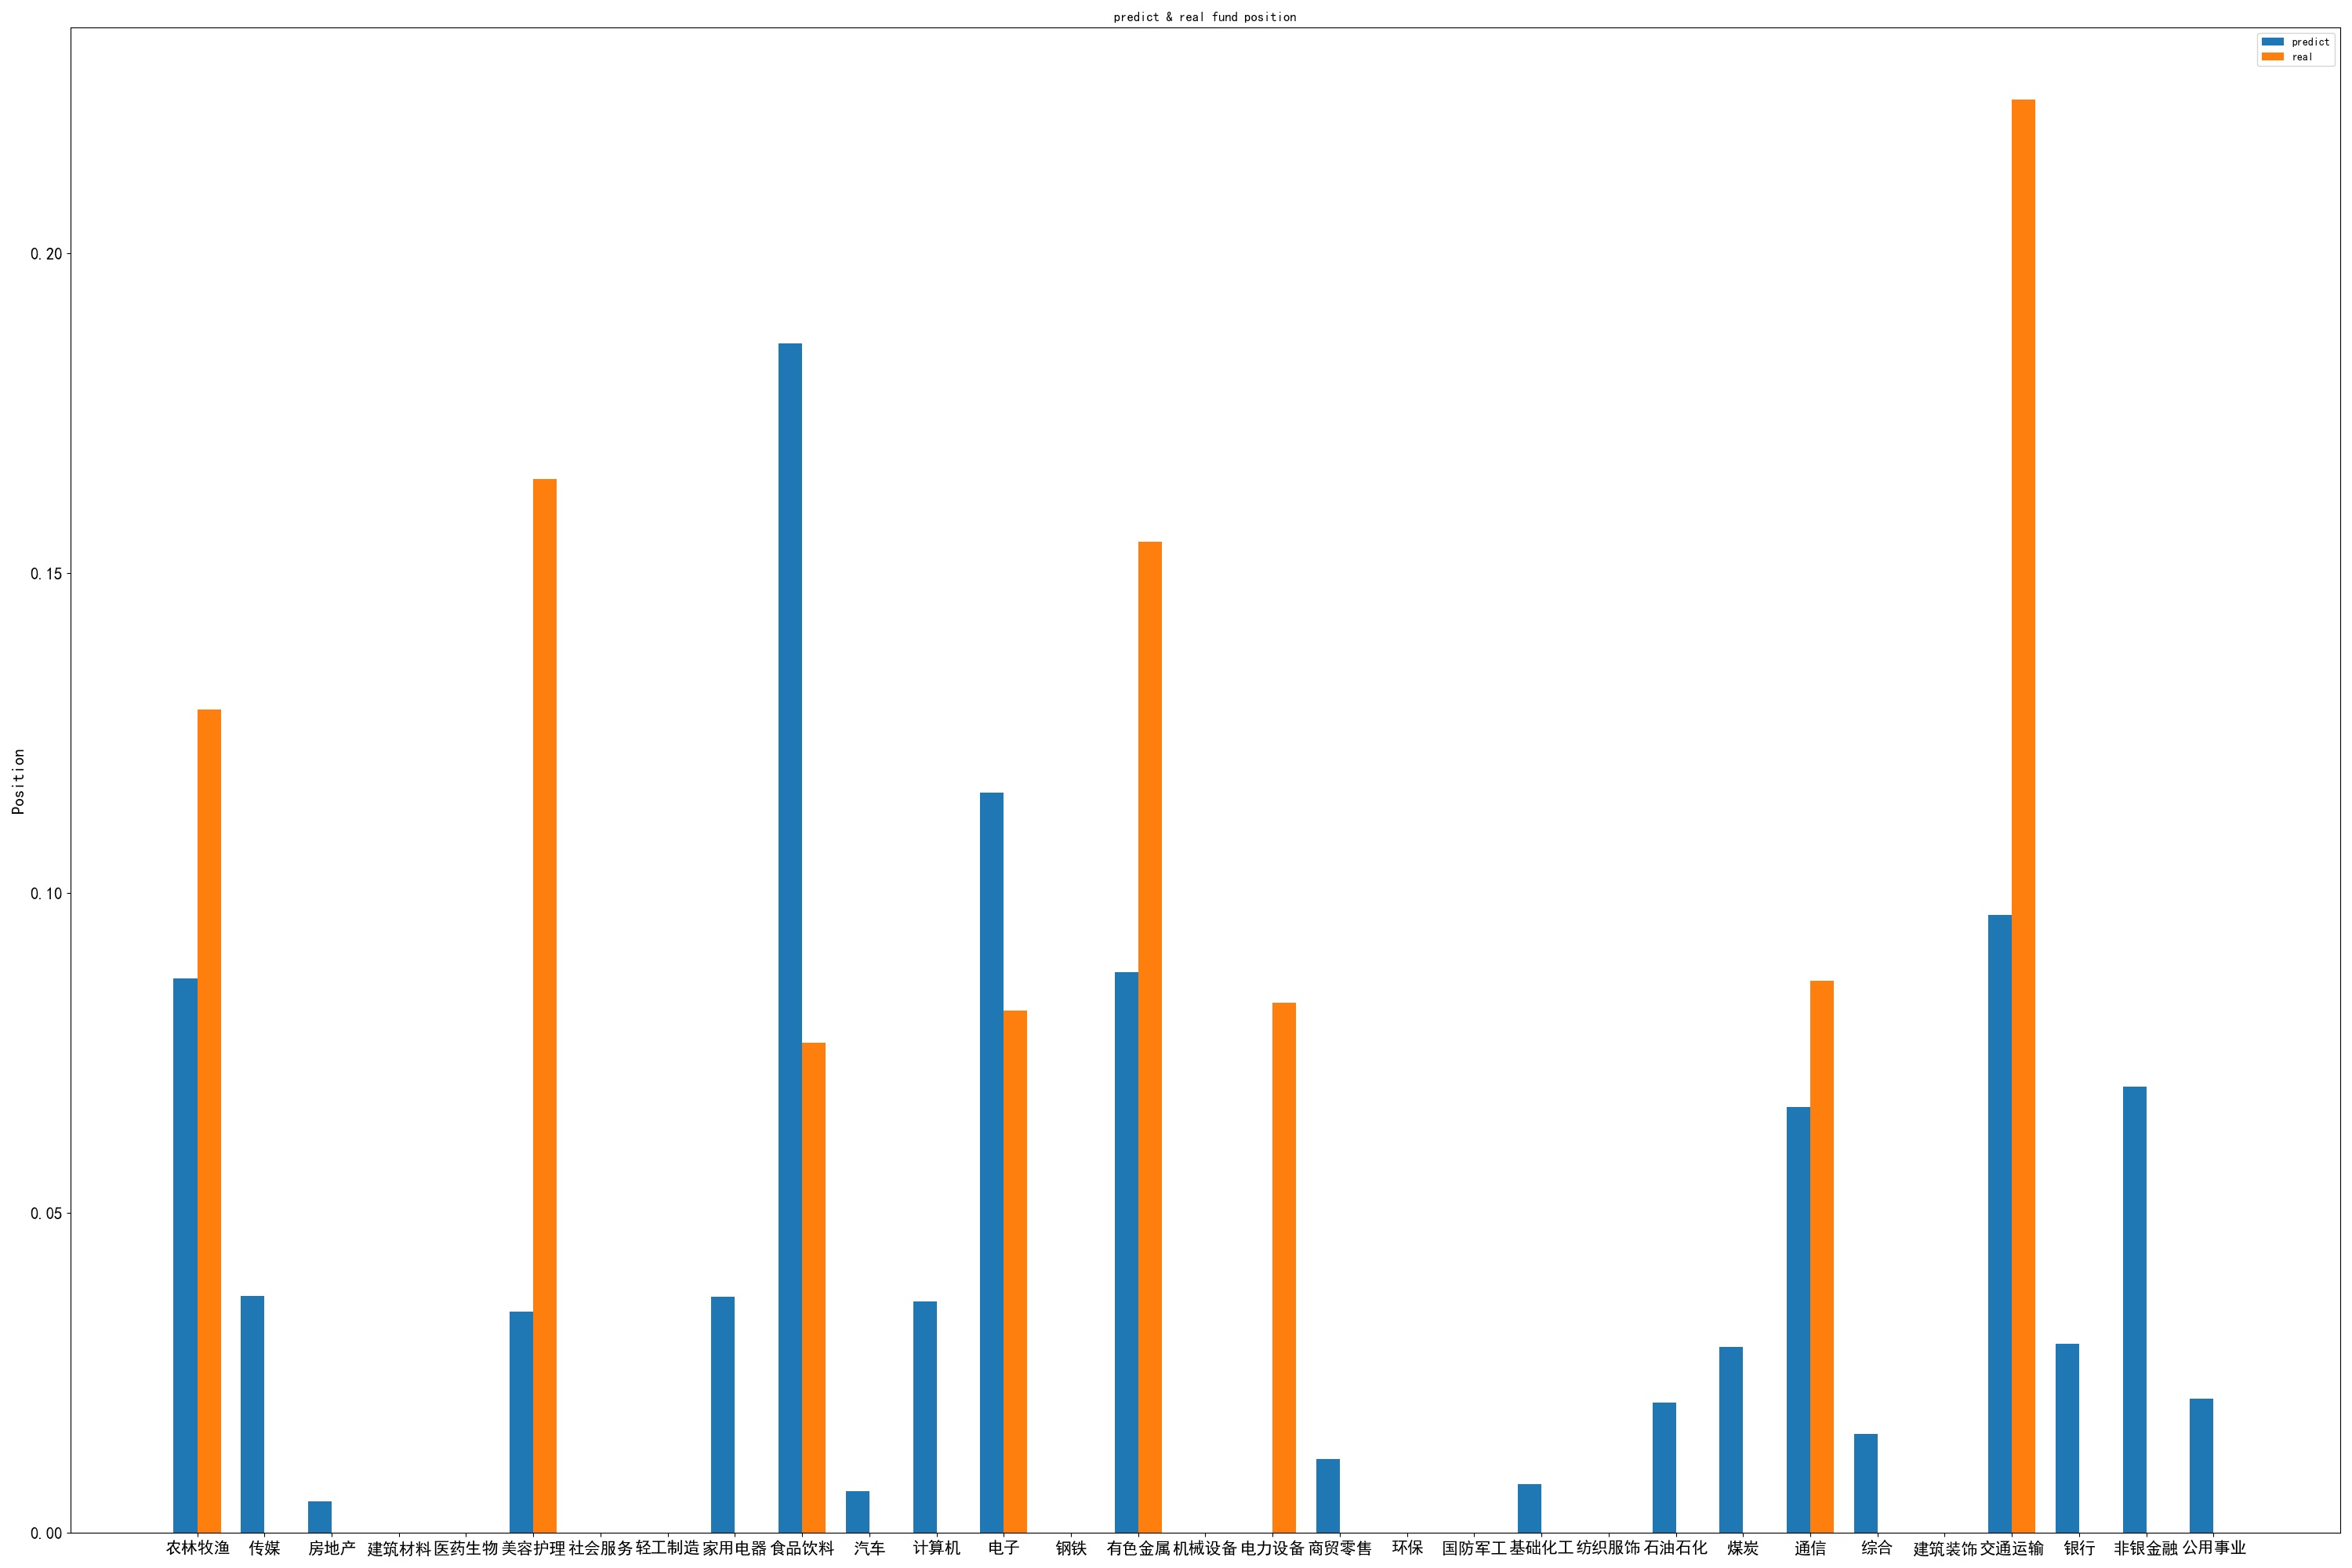 predict & real fund position
predict
real
Position
0.20
0.15
0.10
0.05
0.00
农林牧渔 传媒 房地产 建筑材料 医药生物 美容护理 社会服务 轻工制造 家用电器 食品饮料 汽车 计算机 电子 钢铁 有色金属 机械设备 电力设备 商贸零售 环保 国防军工 基础化工 纺织服饰 石油石化 煤炭 通信 综合 建筑装饰 交通运输 银行 非银金融 公用事业